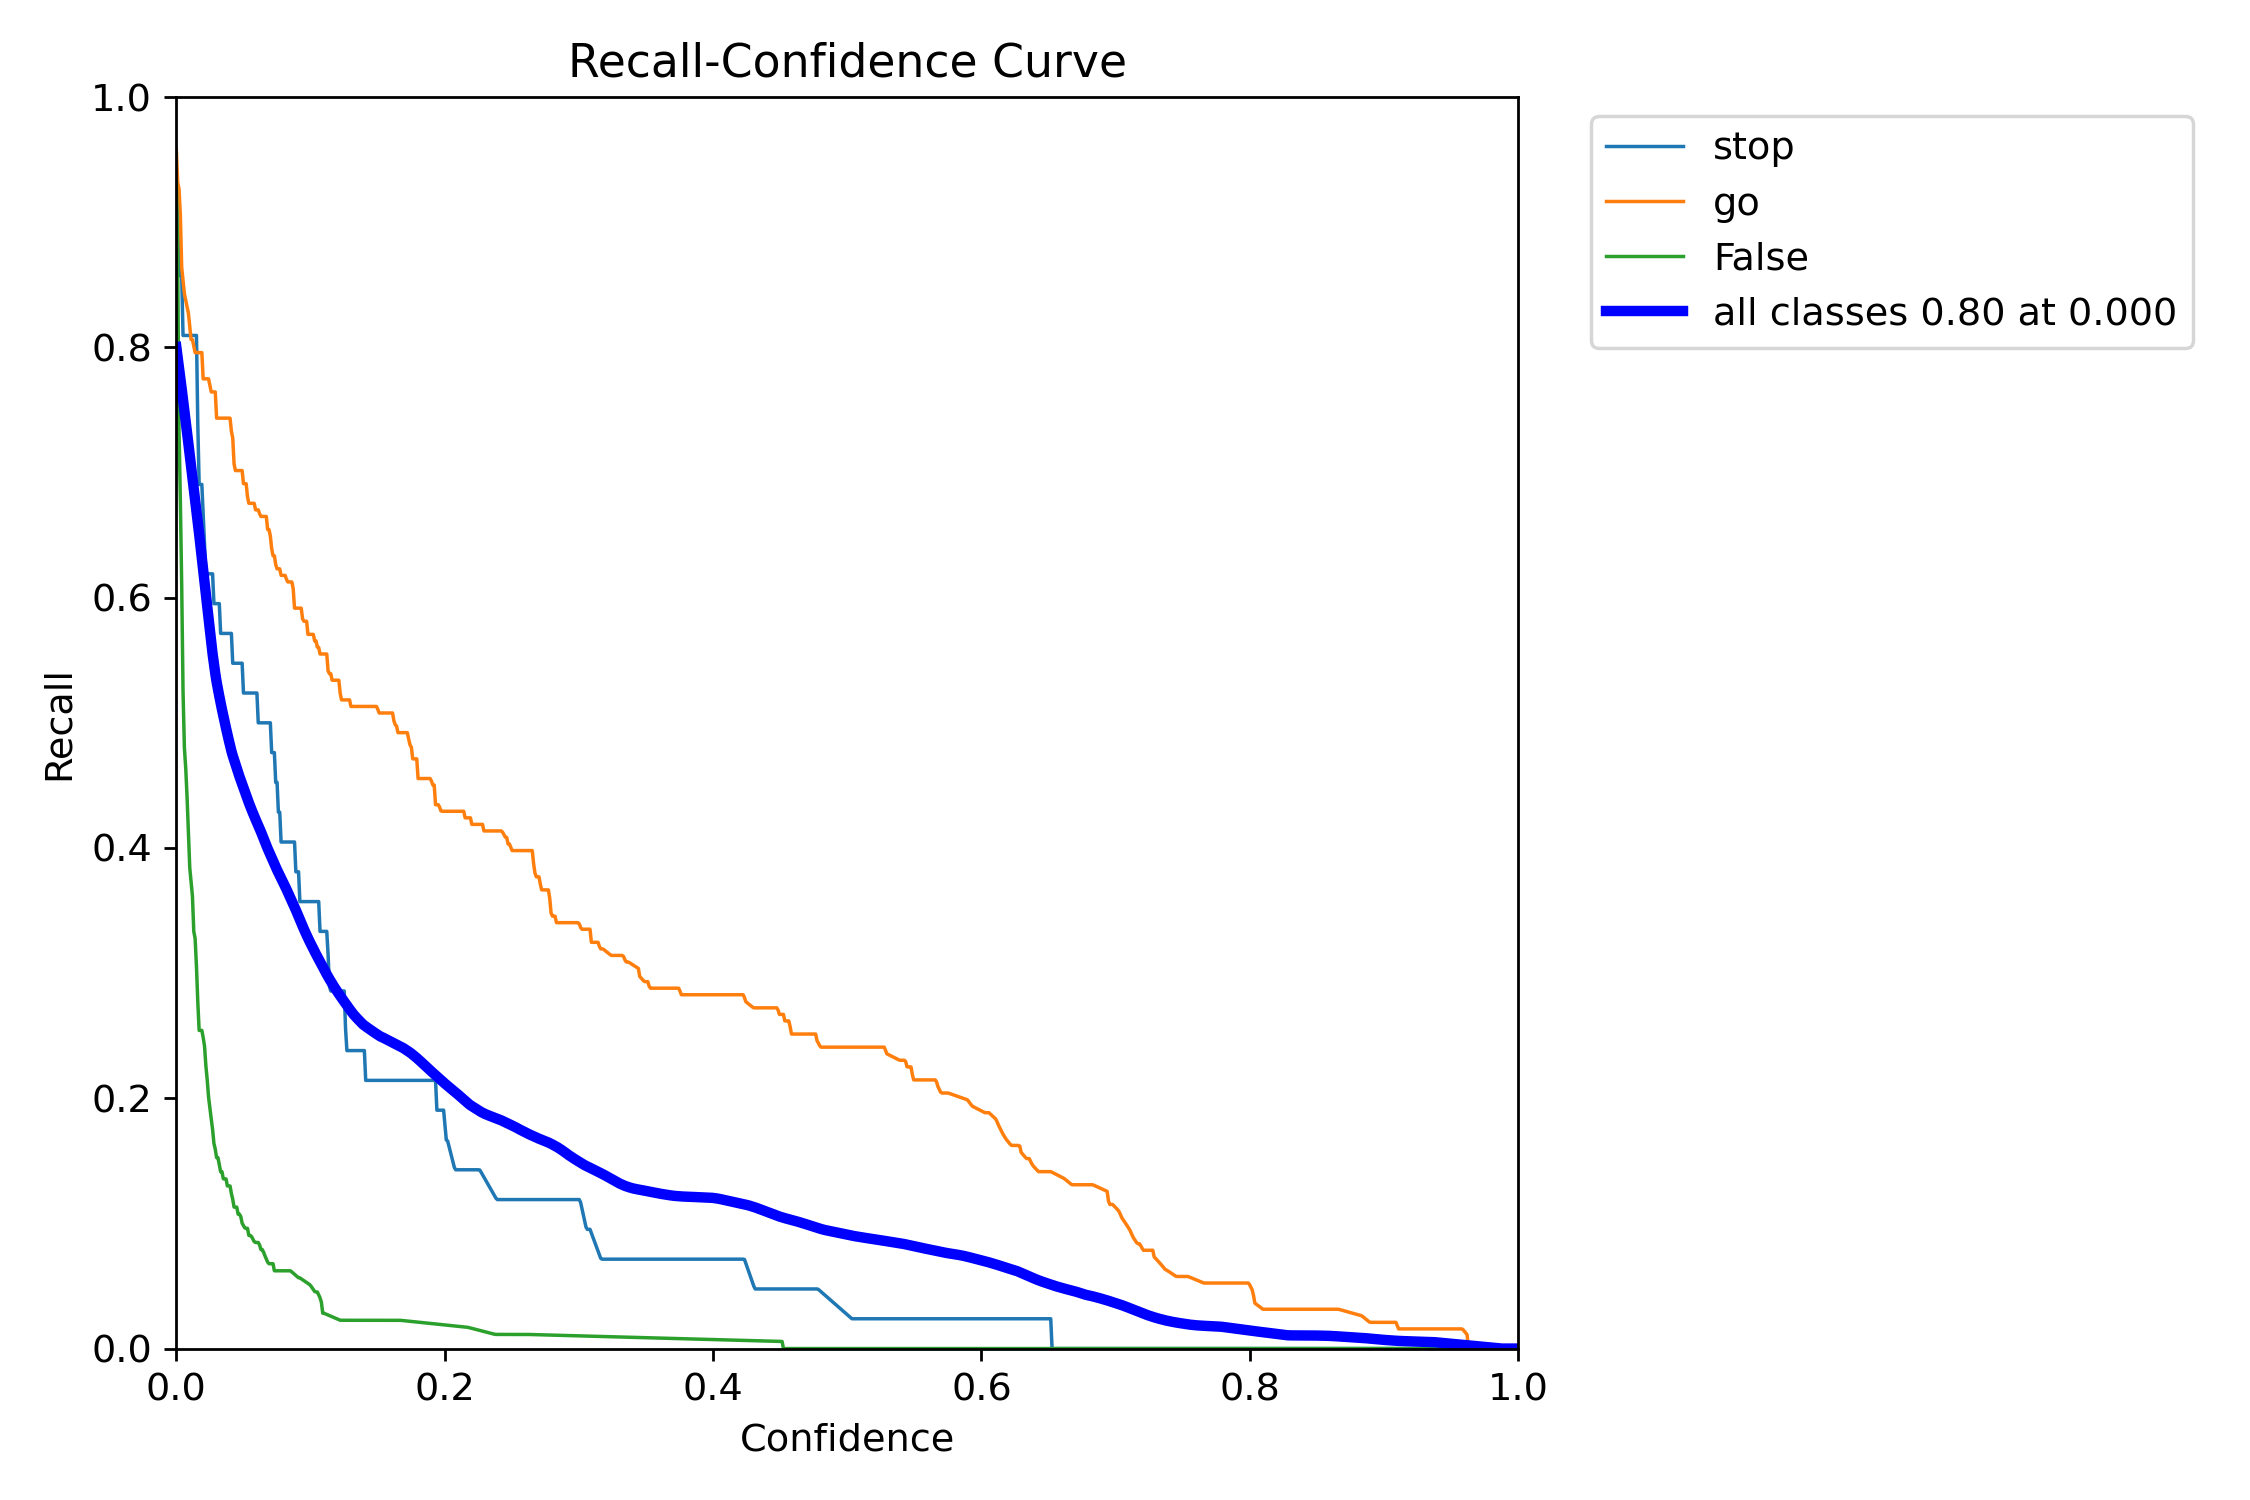 Recall-Confidence Curve
1.0
0.8
0.6
0.4
0.2
0.0
Recall
0.0 0.2 0.4 0.6 0.8 1.0
Confidence
stop
go
False
all classes 0.80 at 0.000